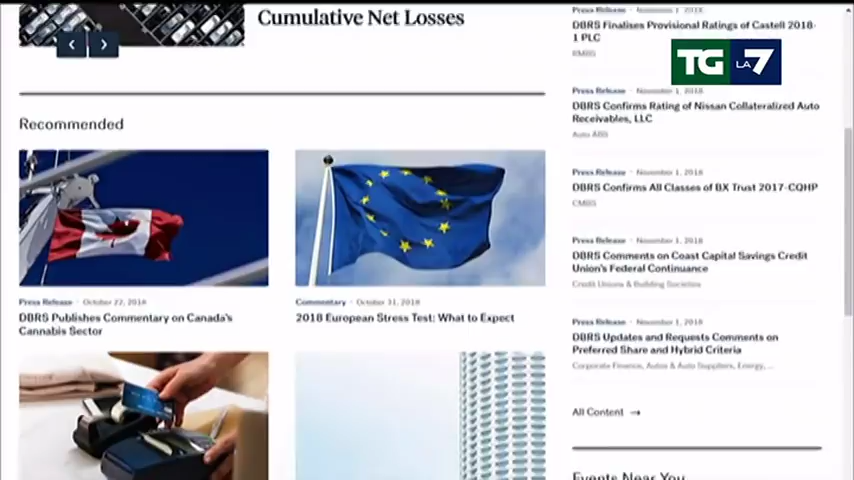 Cumulative Net Losses
Recommended
Press Release · October 22, 2018
DBRS Publishes Commentary on Canada's
Cannabis Sector
Commentary · October 31, 2018
2018 European Stress Test: What to Expect
Press Release · November 1, 2018
DBRS Finalises Provisional Ratings of Castell 2018-
1 PLC
RMBS
TG LA7
Press Release · November 1, 2018
DBRS Confirms Rating of Nissan Collateralized Auto
Receivables, LLC
Auto ABS
Press Release · November 1, 2018
DBRS Confirms All Classes of BX Trust 2017-CQHP
CMBS
Press Release · November 1, 2018
DBRS Comments on Coast Capital Savings Credit
Union's Federal Continuance
Credit Unions & Building Societies
Press Release · November 1, 2018
DBRS Updates and Requests Comments on
Preferred Share and Hybrid Criteria
Corporate Finance, Autos & Auto Suppliers, Energy, ...
All Content →
Events Near You